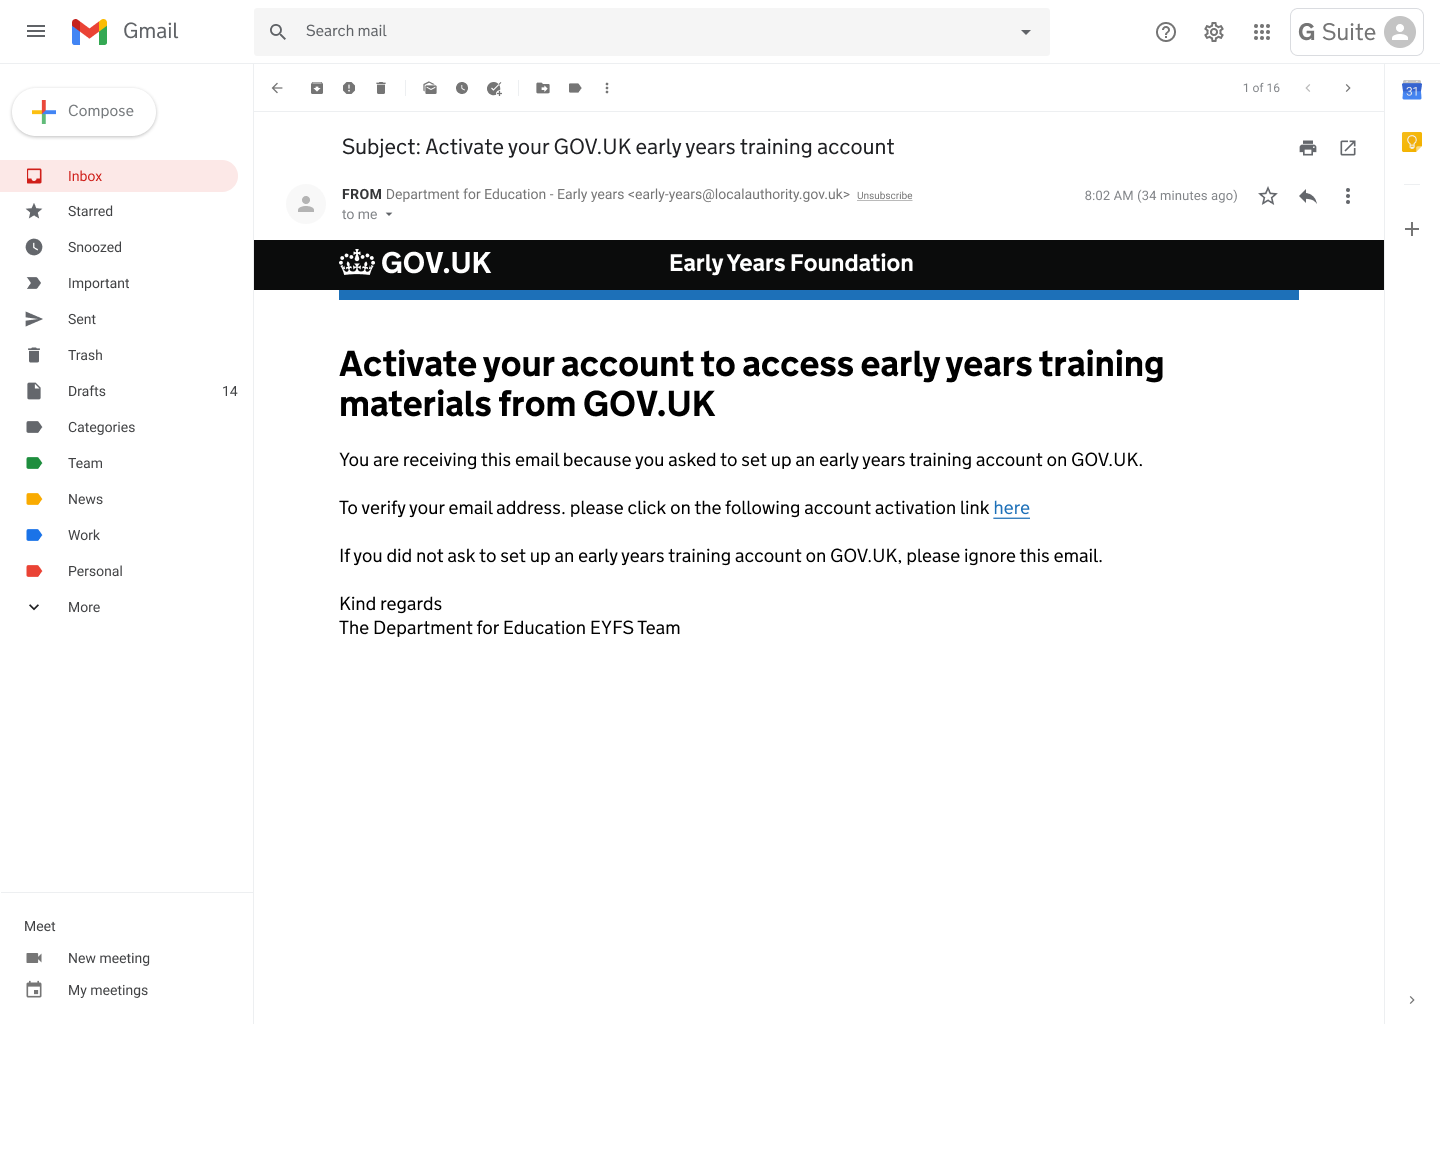 Gmail
Search mail
G Suite
Compose
Inbox
Starred
Snoozed
Important
Sent
Trash
Drafts 14
Categories
Team
News
Work
Personal
More
Meet
New meeting
My meetings
1 of 16
31
Subject: Activate your GOV.UK early years training account
FROM Department for Education - Early years <early-years@localauthority.gov.uk> Unsubscribe
8:02 AM (34 minutes ago)
to me
GOV.UK
Early Years Foundation
Activate your account to access early years training
materials from GOV.UK
You are receiving this email because you asked to set up an early years training account on GOV.UK.
To verify your email address. please click on the following account activation link here
If you did not ask to set up an early years training account on GOV.UK, please ignore this email.
Kind regards
The Department for Education EYFS Team